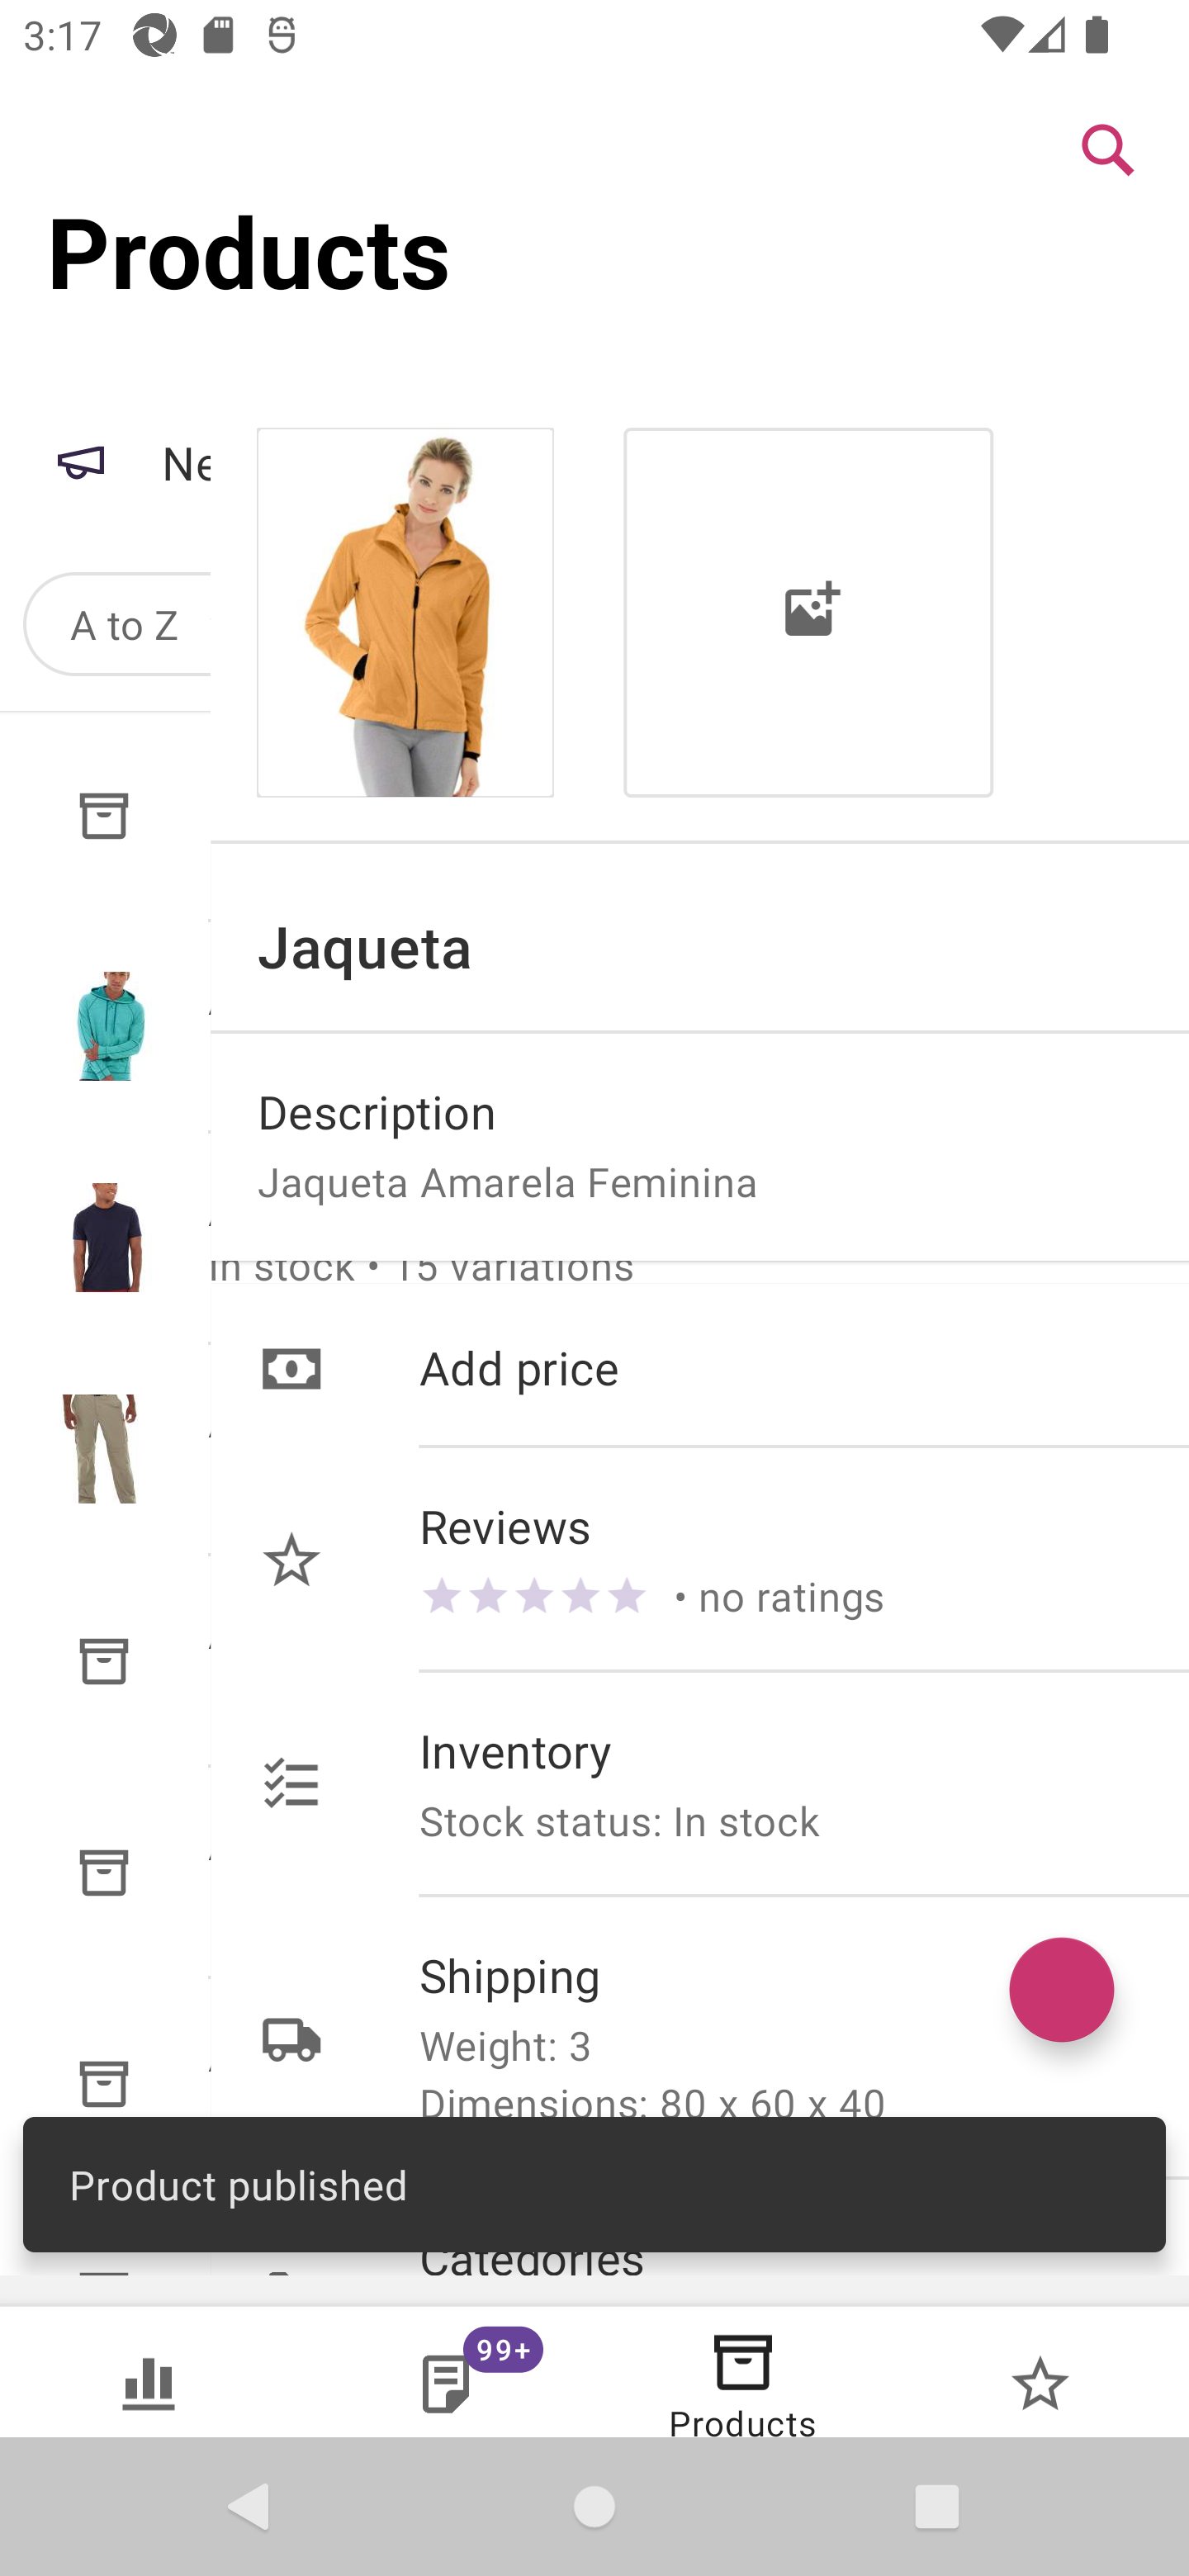 3:17
Products
Ne
A to Z
Jaqueta
Description
Jaqueta Amarela Feminina
In stock • 15 variations
Add price
Reviews
• no ratings
Inventory
Stock status: In stock
Shipping
Weight: 3
Dimensions: 80 x 60 x 40
Product published
Categories
99+
Products